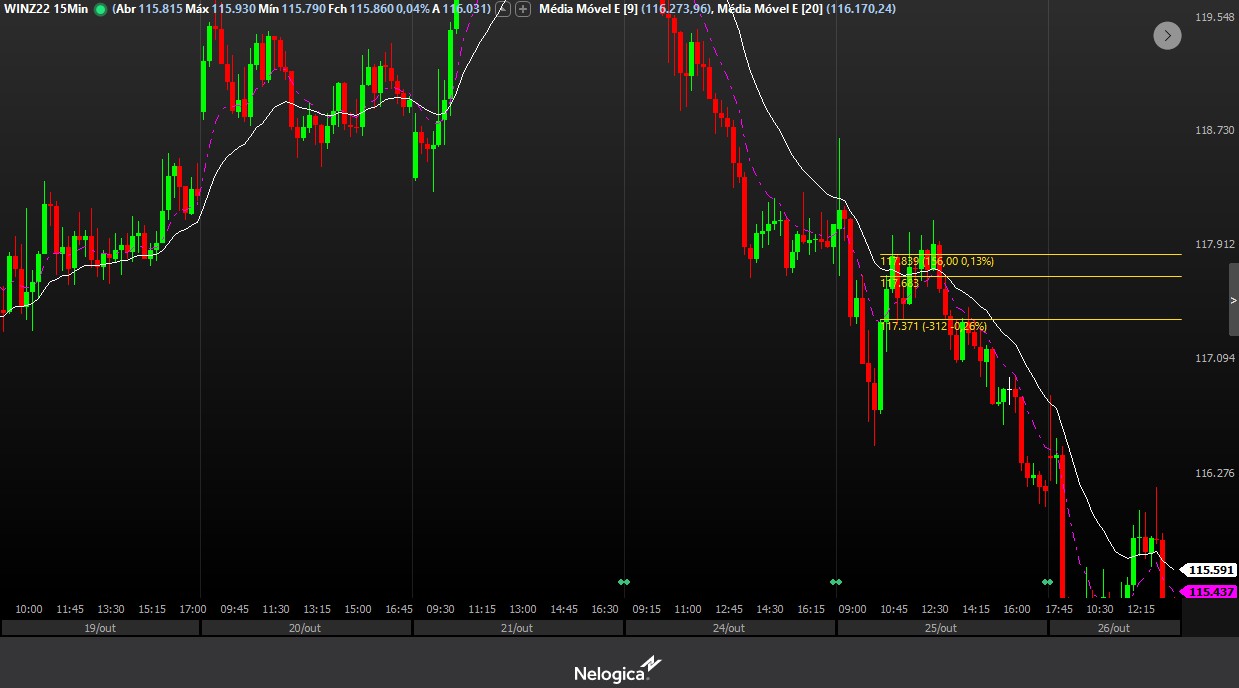 WINZ22 15Min (Abr 115.815 Máx 115.930 Mín 115.790 Fch 115.860 0,04% A 116.031) Média Móvel E [9] (116.273,96), Média Móvel E [20] (116.170,24)
119.548
118.730
117.912
117.839 (156,00 0,13%)
117.683
117.371 (-312 -0,26%)
117.094
116.276
115.591
115.437
10:00 11:45 13:30 15:15 17:00 09:45 11:30 13:15 15:00 16:45 09:30 11:15 13:00 14:45 16:30 09:15 11:00 12:45 14:30 16:15 09:00 10:45 12:30 14:15 16:00 17:45 10:30 12:15
19/out 20/out 21/out 24/out 25/out 26/out
Nelogica